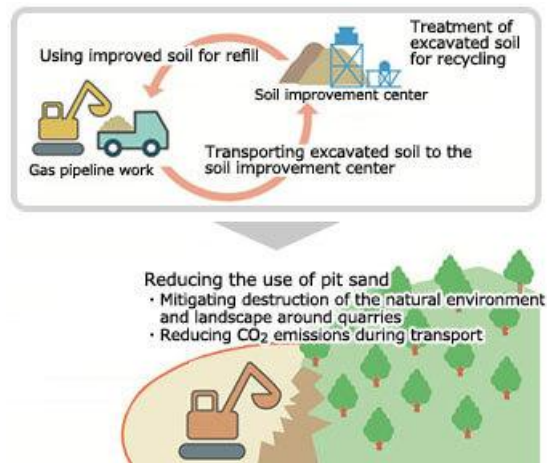 Treatment of
excavated soil
for recycling
Using improved soil for refill
Soil improvement center
Gas pipeline work
Transporting excavated soil to the
soil improvement center
Reducing the use of pit sand
・Mitigating destruction of the natural environment
and landscape around quarries
・Reducing CO₂ emissions during transport